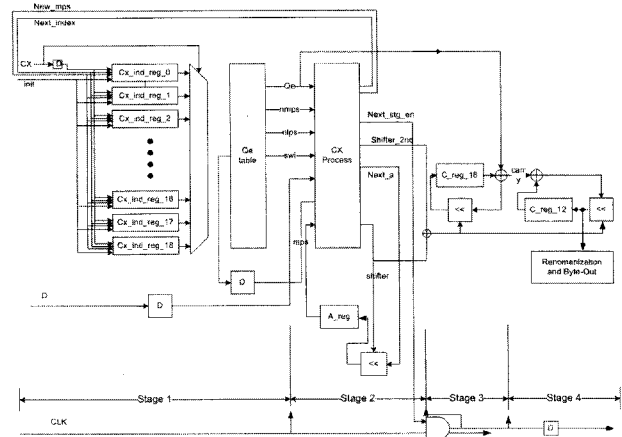 New_mps
Next_index
CX
D
init
Cx_ind_reg_0
Cx_ind_reg_1
Cx_ind_reg_2
Cx_ind_reg_16
Cx_ind_reg_17
Cx_ind_reg_18
Qe
table
Qe
nmps
nlps
swi
CX
Process
Next_stg_en
Shifter_2nd
Next_a
C_reg_16
carr
y
C_reg_12
<<
<<
Renomanization
and Byte-Out
mps
D
shifter
D
D
A_reg
<<
Stage 1
Stage 2
Stage 3
Stage 4
CLK
D